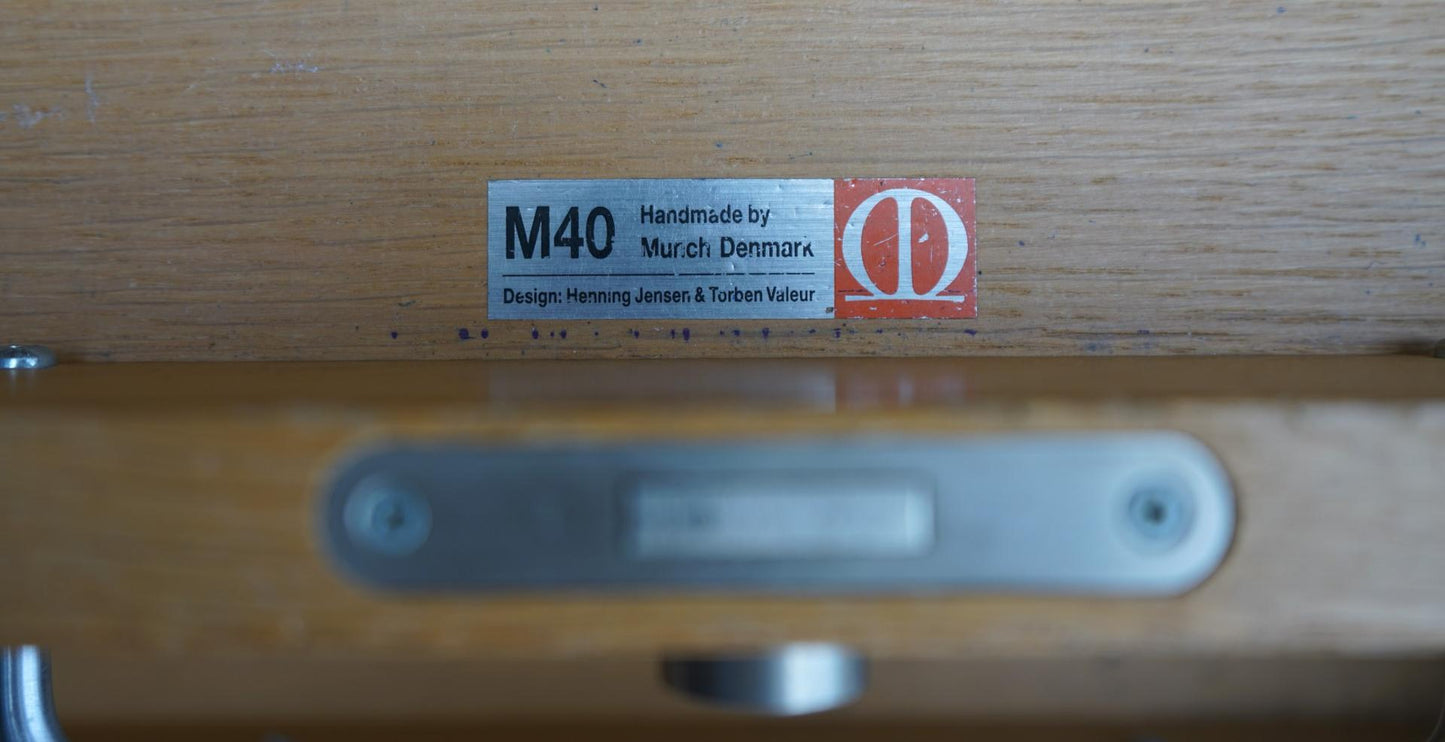 M40
Handmade by
Munch Denmark
Design: Henning Jensen & Torben Valeur